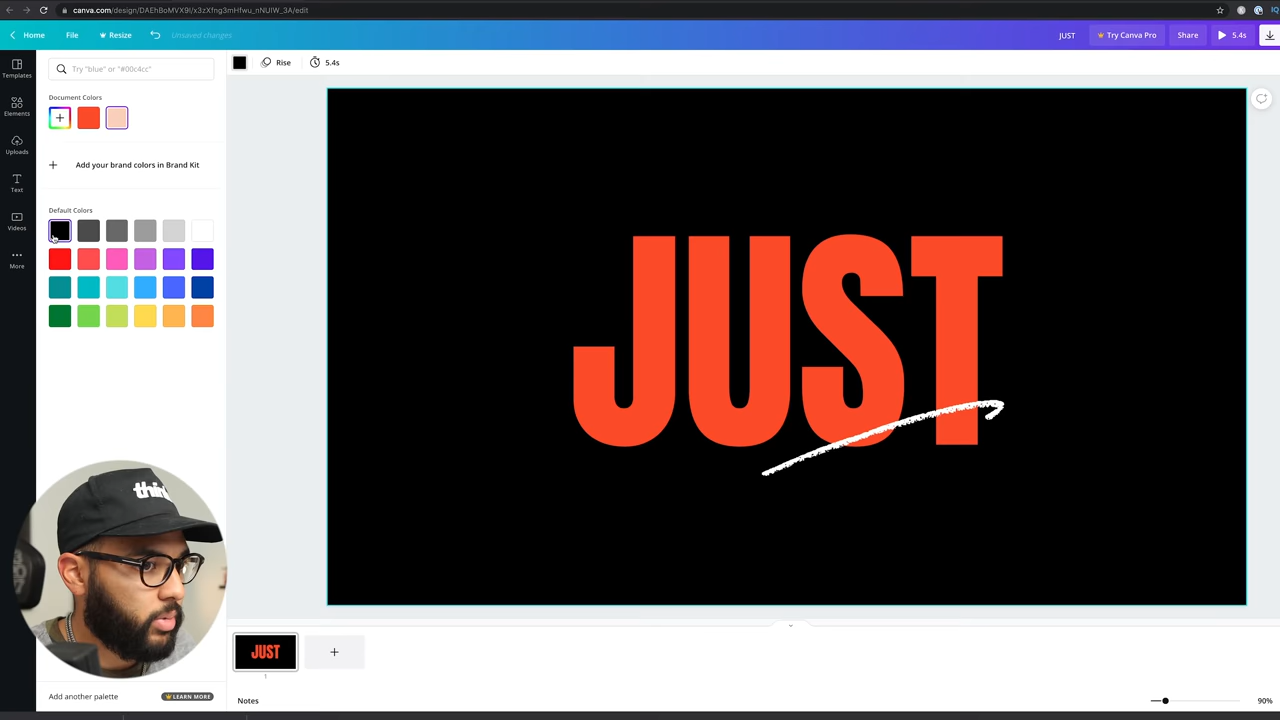 canva.com/design/DAEhBoMVX9I/x3zXfng3mHfwu_nNUIW_3A/edit
Home File Resize Unsaved changes JUST Try Canva Pro Share 5.4s
Templates
Elements
Uploads
Text
Videos
More
Try "blue" or "#00c4cc"
Document Colors
Add your brand colors in Brand Kit
Default Colors
Rise 5.4s
JUST
JUST
1
Add another palette LEARN MORE
Notes 90%